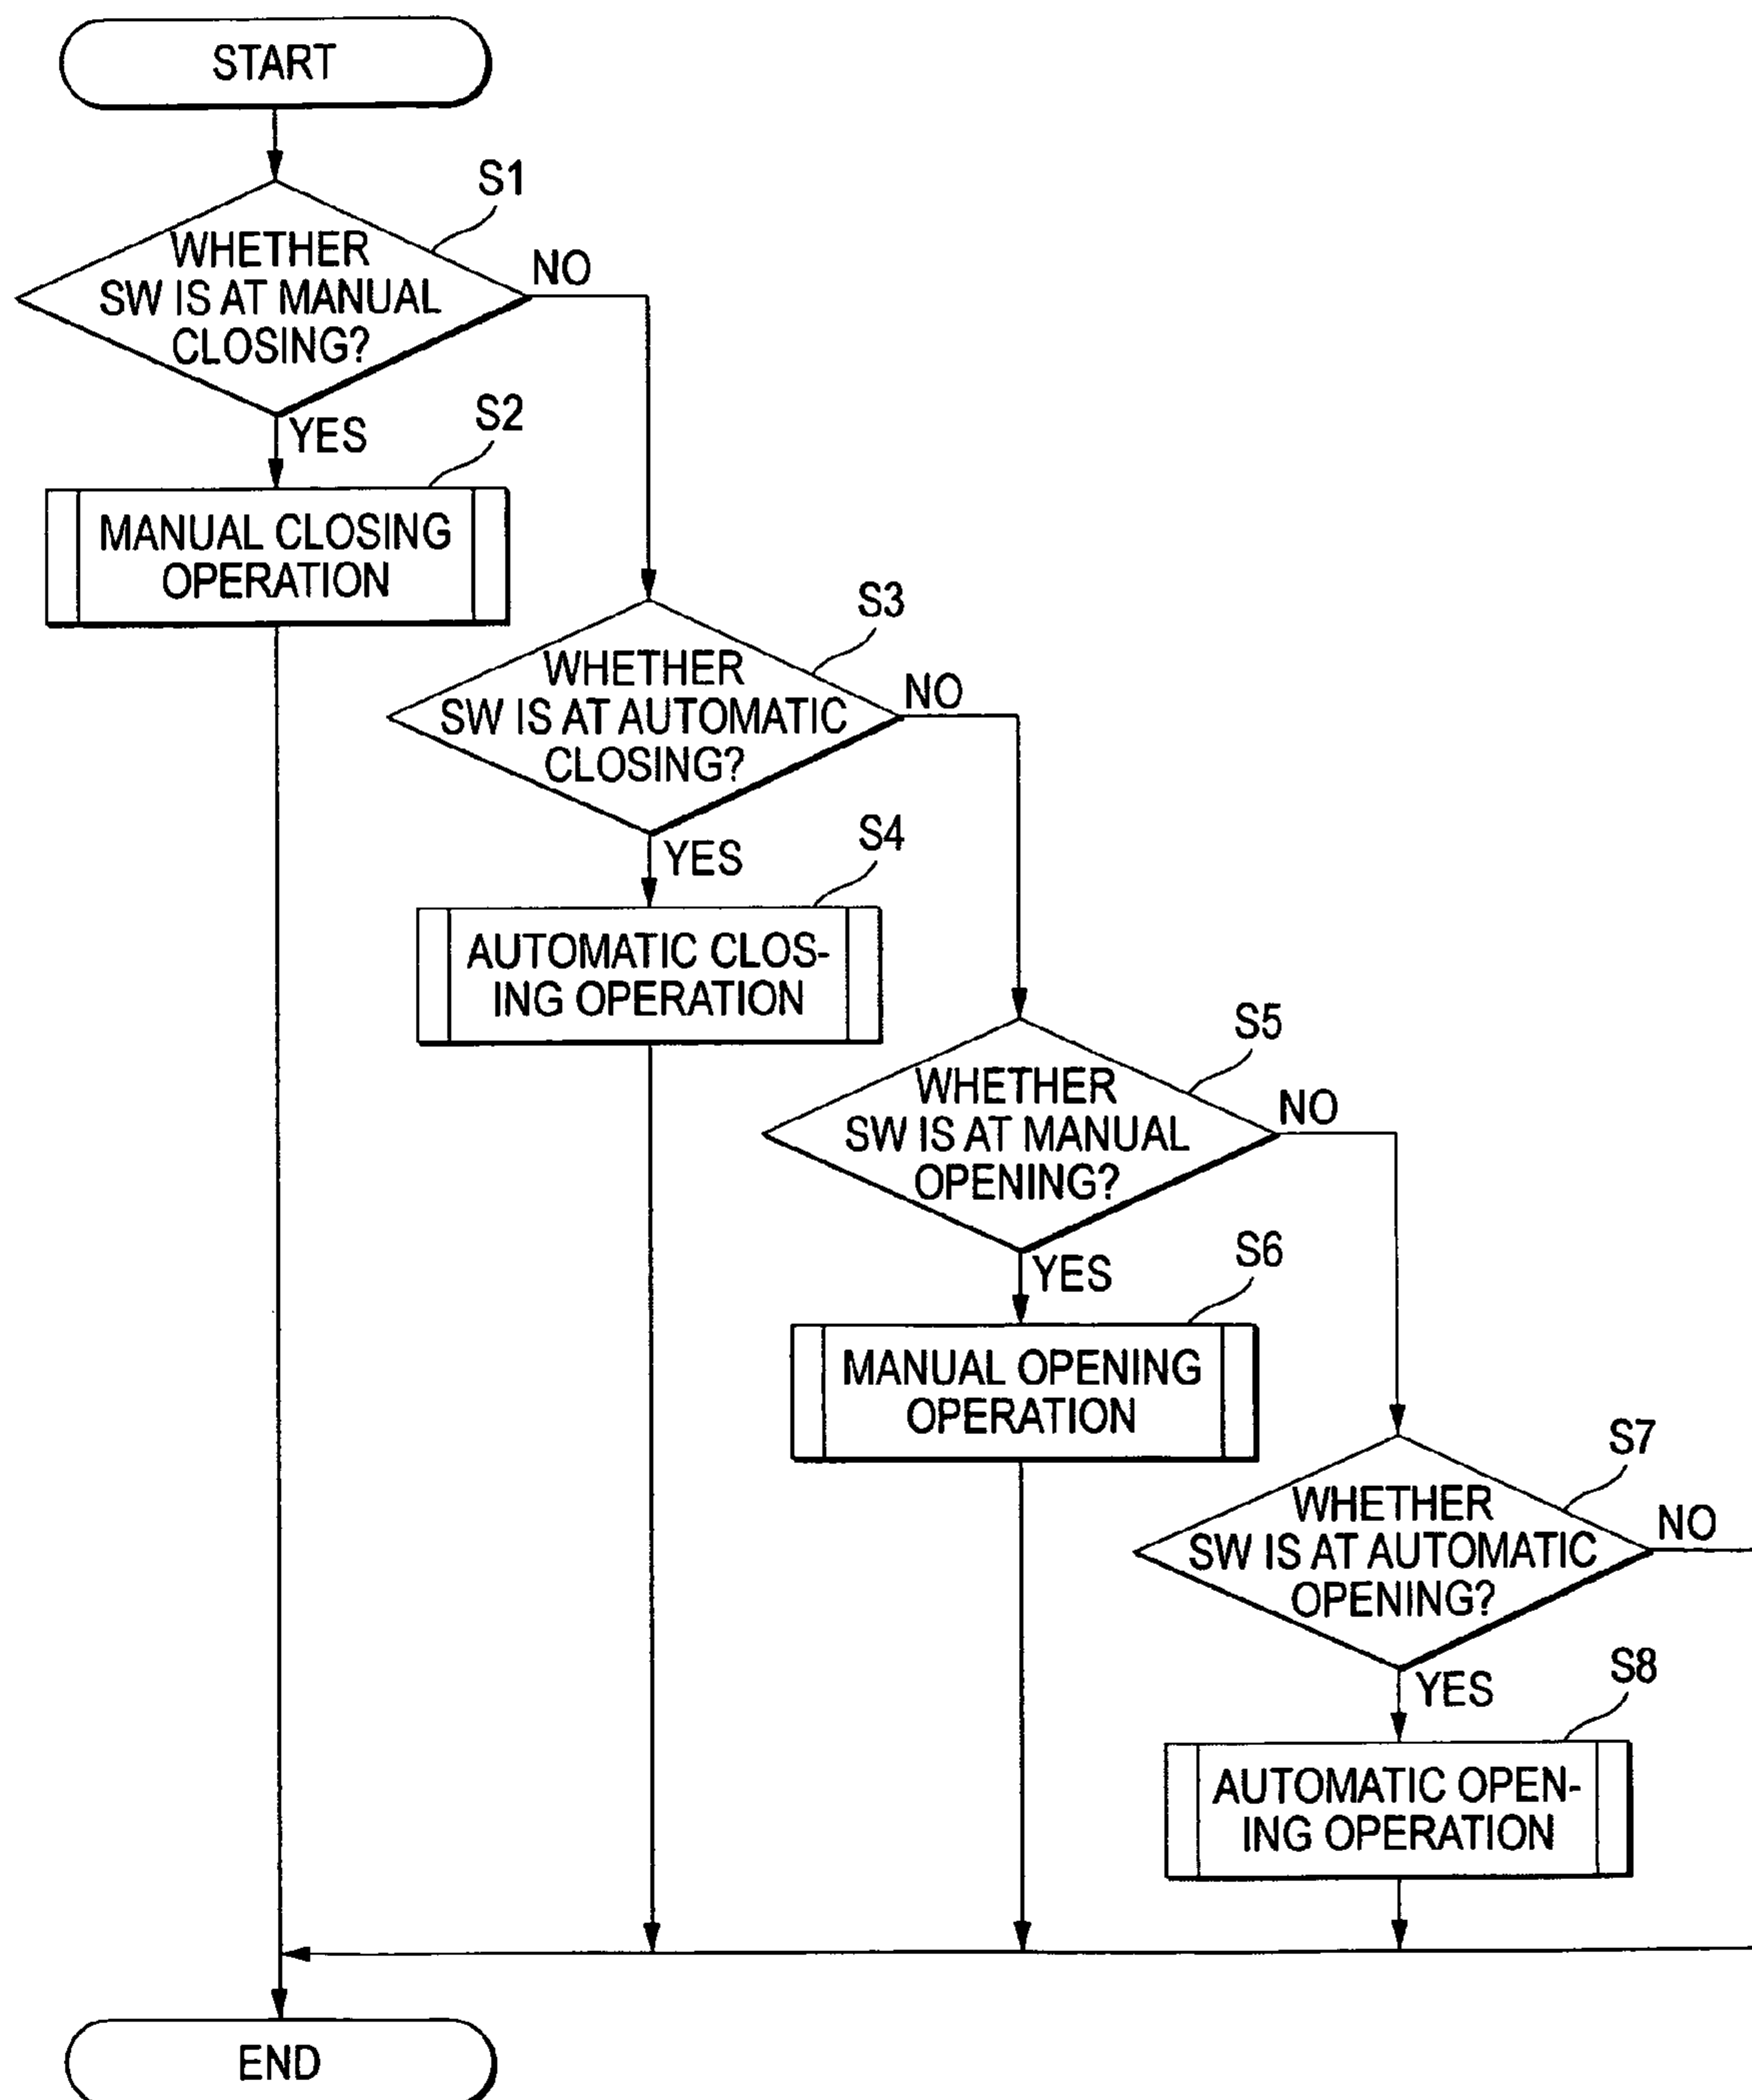 START
S1
WHETHER
SW IS AT MANUAL
CLOSING?
NO
YES
S2
MANUAL CLOSING
OPERATION
S3
WHETHER
SW IS AT AUTOMATIC
CLOSING?
NO
YES
S4
AUTOMATIC CLOS-
ING OPERATION
S5
WHETHER
SW IS AT MANUAL
OPENING?
NO
YES
S6
MANUAL OPENING
OPERATION
S7
WHETHER
SW IS AT AUTOMATIC
OPENING?
NO
YES
S8
AUTOMATIC OPEN-
ING OPERATION
END